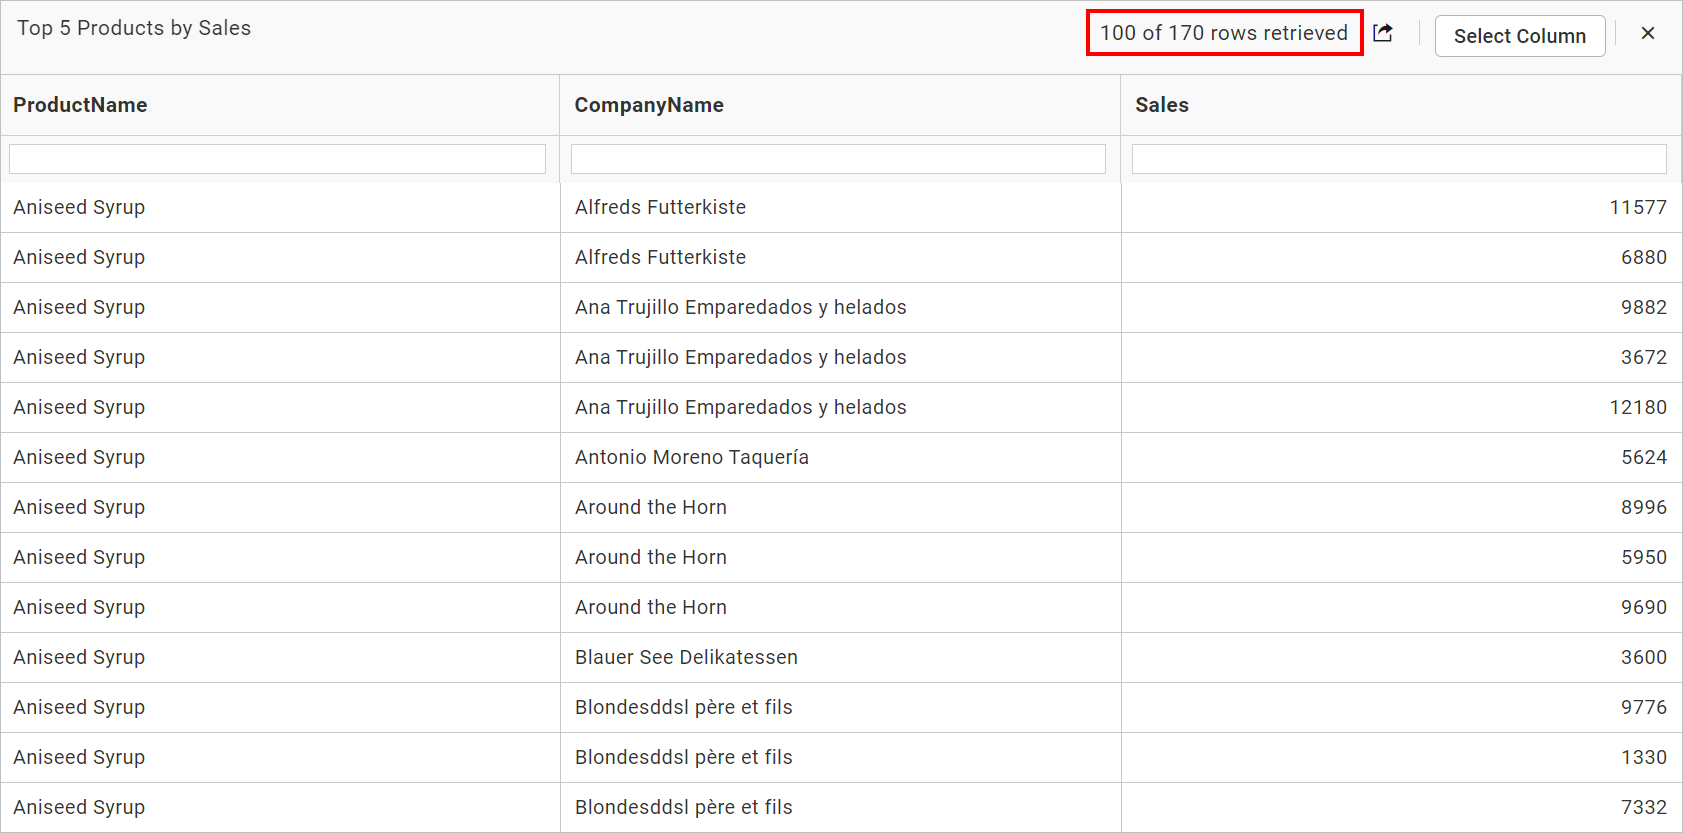 Top 5 Products by Sales 100 of 170 rows retrieved Select Column
ProductName CompanyName Sales
Aniseed Syrup Alfreds Futterkiste 11577
Aniseed Syrup Alfreds Futterkiste 6880
Aniseed Syrup Ana Trujillo Emparedados y helados 9882
Aniseed Syrup Ana Trujillo Emparedados y helados 3672
Aniseed Syrup Ana Trujillo Emparedados y helados 12180
Aniseed Syrup Antonio Moreno Taquería 5624
Aniseed Syrup Around the Horn 8996
Aniseed Syrup Around the Horn 5950
Aniseed Syrup Around the Horn 9690
Aniseed Syrup Blauer See Delikatessen 3600
Aniseed Syrup Blondesddsl père et fils 9776
Aniseed Syrup Blondesddsl père et fils 1330
Aniseed Syrup Blondesddsl père et fils 7332